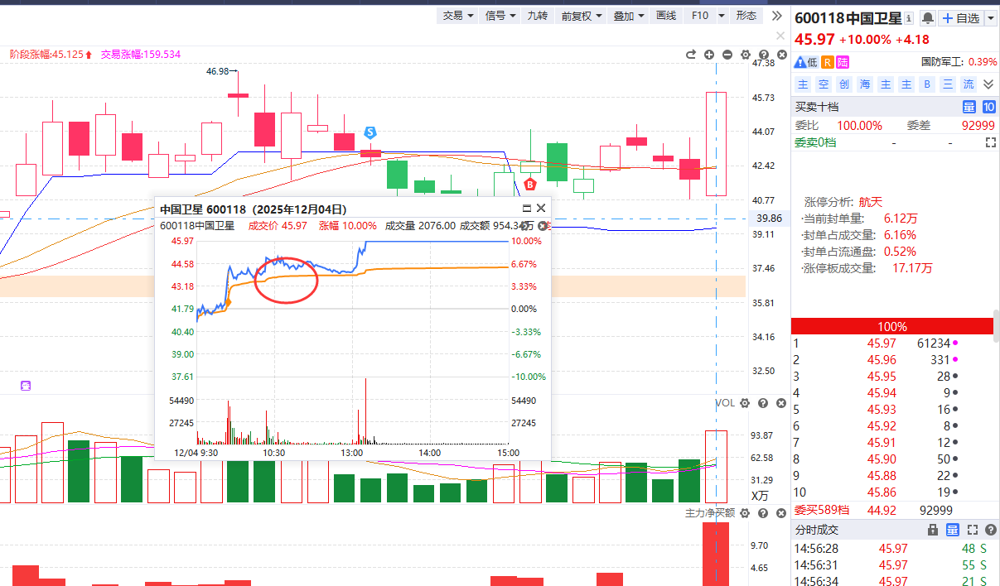 交易 信号 九转 前复权 叠加 画线 F10 形态
阶段涨幅:45.125 交易涨幅:159.534
46.98
S
B
47.38
45.73
44.07
42.42
40.77
39.86
39.11
37.46
35.81
34.16
32.50
中国卫星 600118（2025年12月04日）
600118中国卫星 成交价 45.97 涨幅 10.00% 成交量 2076.00 成交额 954.34万
45.97 10.00%
44.58 6.67%
43.18 3.33%
41.79 0.00%
40.40 -3.33%
39.00 -6.67%
37.61 -10.00%
54490 54490
27245 27245
12/04 9:30 10:30 13:00 14:00 15:00
VOL
93.87
62.58
31.29
X万
主力净买额
9.70
4.65
600118中国卫星 自选
45.97 +10.00% +4.18
低 R 陆 国防军工: 0.39%
主 空 创 海 主 主 B 三 流
买卖十档 量 10
委比 100.00% 委差 92999
委卖0档 - -
涨停分析: 航天
·当前封单量: 6.12万
·封单占成交量: 6.16%
·封单占流通盘: 0.52%
·涨停板成交量: 17.17万
100%
1 45.97 61234
2 45.96 331
3 45.95 28
4 45.94 9
5 45.93 16
6 45.92 8
7 45.91 12
8 45.90 50
9 45.88 22
10 45.86 19
委买589档 44.92 92999
分时成交 量
14:56:28 45.97 48 S
14:56:31 45.97 55 S
14:56:34 45.97 21 S